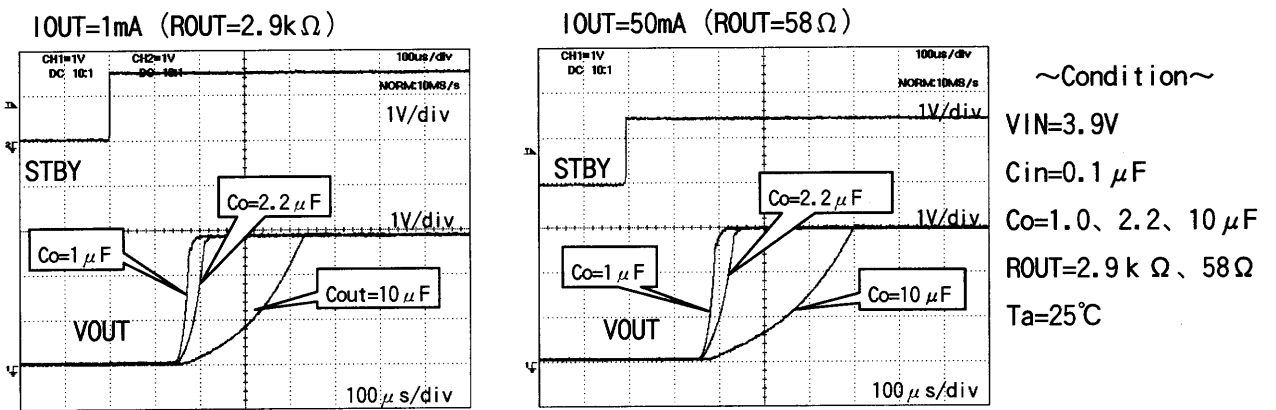 IOUT=1mA (ROUT=2.9kΩ)
CH1=1V CH2=1V 100us/div
DC 10:1 DC 10:1
NORM:10MS/s
1V/div
STBY
Co=2.2μF
1V/div
Co=1μF
Cout=10μF
VOUT
100μs/div
IOUT=50mA (ROUT=58Ω)
CH1=1V 100us/div
DC 10:1
NORM:10MS/s
1V/div
STBY
Co=2.2μF
1V/div
Co=1μF
Co=10μF
VOUT
100μs/div
~Condition~
VIN=3.9V
Cin=0.1μF
Co=1.0、2.2、10μF
ROUT=2.9kΩ、58Ω
Ta=25℃